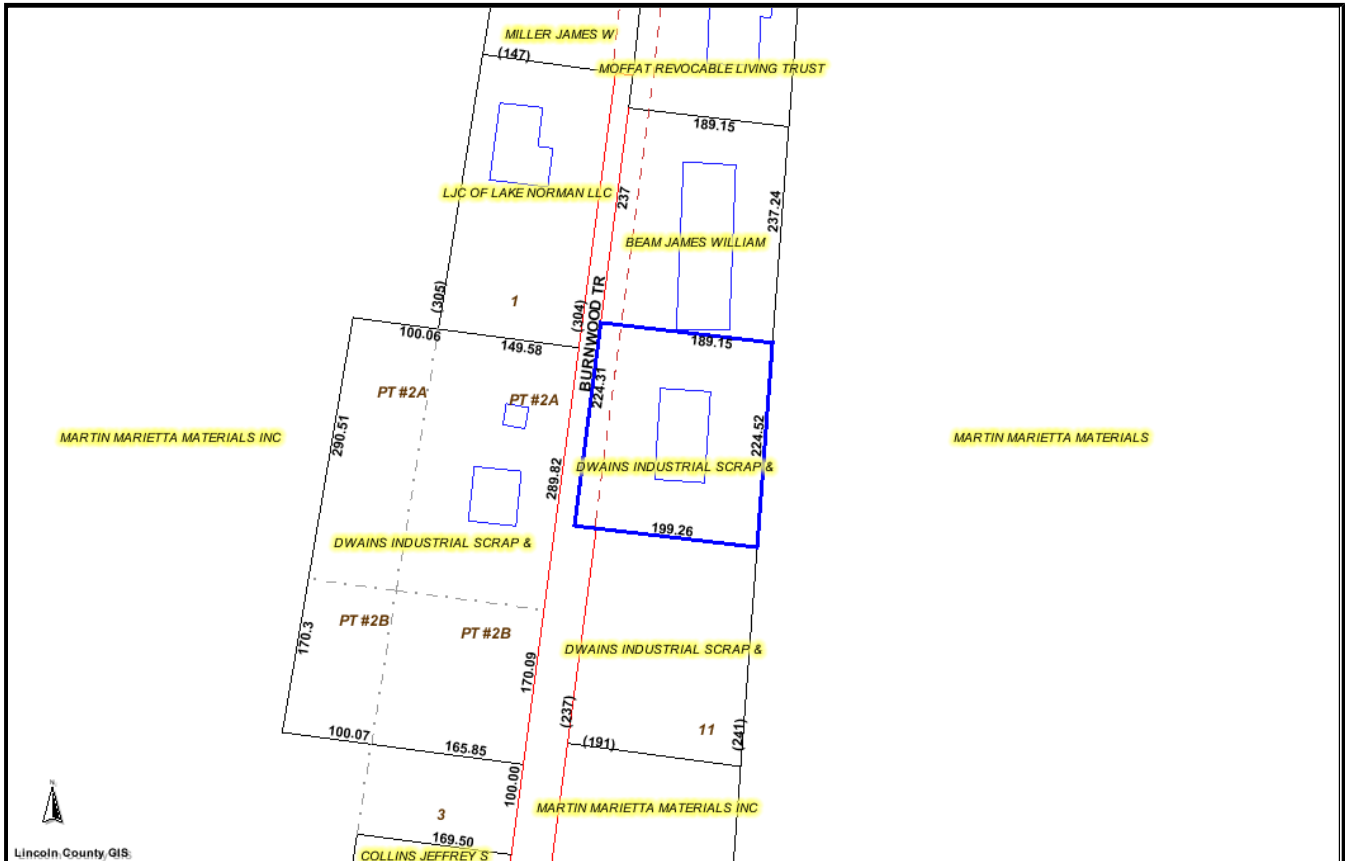 MILLER JAMES W
(147)
MOFFAT REVOCABLE LIVING TRUST
189.15
LJC OF LAKE NORMAN LLC
237
237.24
BEAM JAMES WILLIAM
(305)
1
(304)
BURNWOOD TR
100.06
149.58
189.15
PT #2A
PT #2A
224.31
290.51
224.52
MARTIN MARIETTA MATERIALS INC
MARTIN MARIETTA MATERIALS
289.82
DWAINS INDUSTRIAL SCRAP &
199.26
DWAINS INDUSTRIAL SCRAP &
PT #2B
PT #2B
170.3
DWAINS INDUSTRIAL SCRAP &
170.09
(237)
11
(241)
100.07
165.85
(191)
100.00
MARTIN MARIETTA MATERIALS INC
3
169.50
N
Lincoln County GIS
COLLINS JEFFREY S